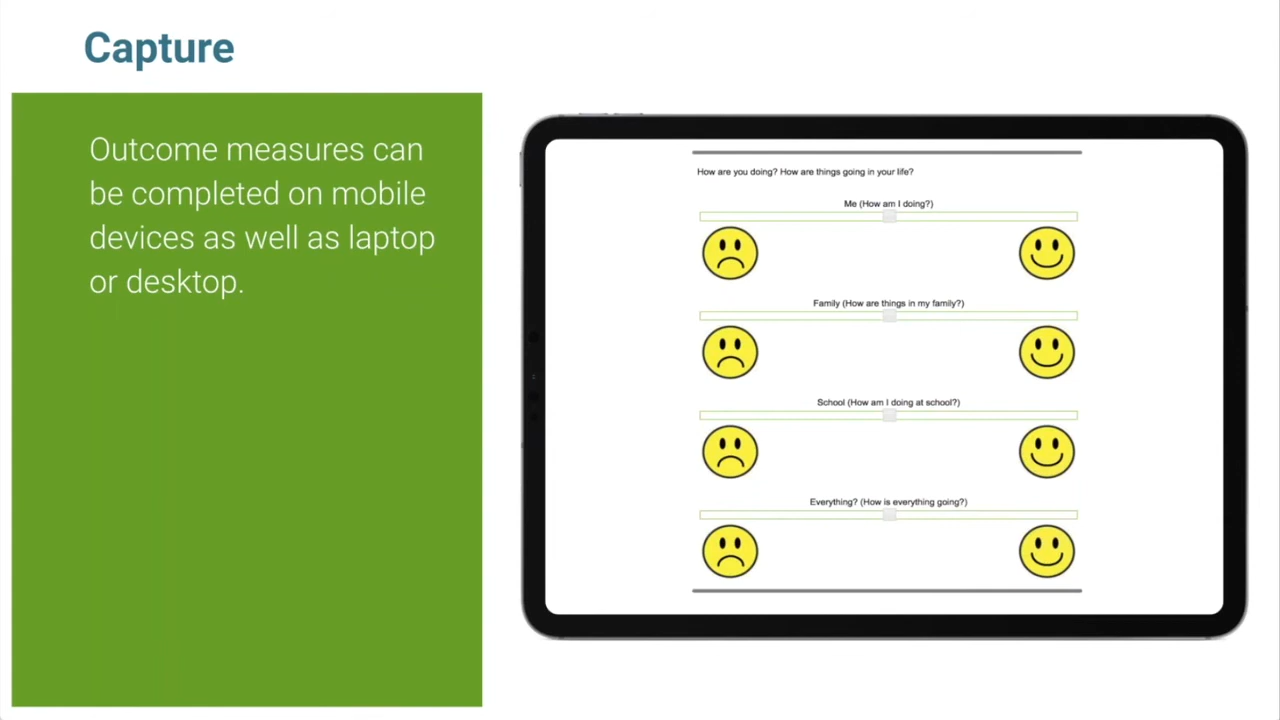 Capture
Outcome measures can
be completed on mobile
devices as well as laptop
or desktop.
How are you doing? How are things going in your life?
Me (How am I doing?)
Family (How are things in my family?)
School (How am I doing at school?)
Everything? (How is everything going?)